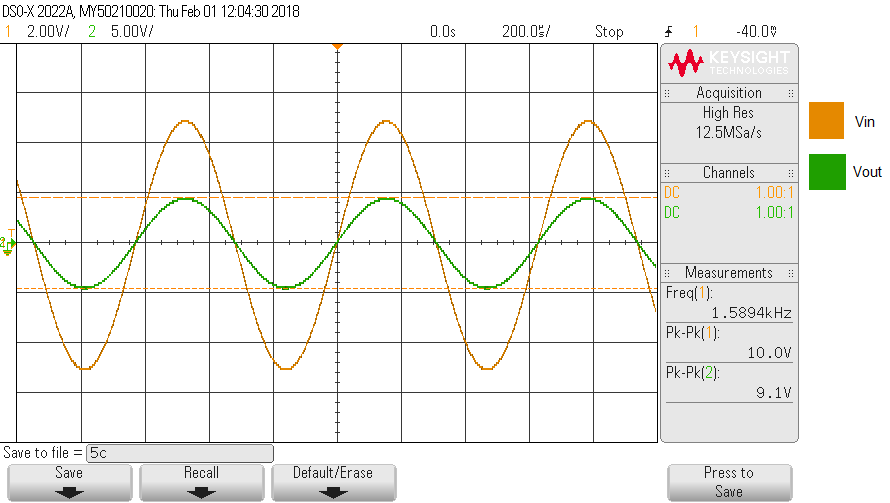 DSO-X 2022A, MY50210020: Thu Feb 01 12:04:30 2018
1 2.00V/ 2 5.00V/ 0.0s 200.0µs/ Stop 1 -40.0mV
KEYSIGHT
TECHNOLOGIES
Acquisition
High Res
12.5MSa/s
Channels
DC 1.00:1
DC 1.00:1
Measurements
Freq(1):
1.5894kHz
Pk-Pk(1):
10.0V
Pk-Pk(2):
9.1V
Vin
Vout
Save to file = 5c
Save
Recall
Default/Erase
Press to
Save